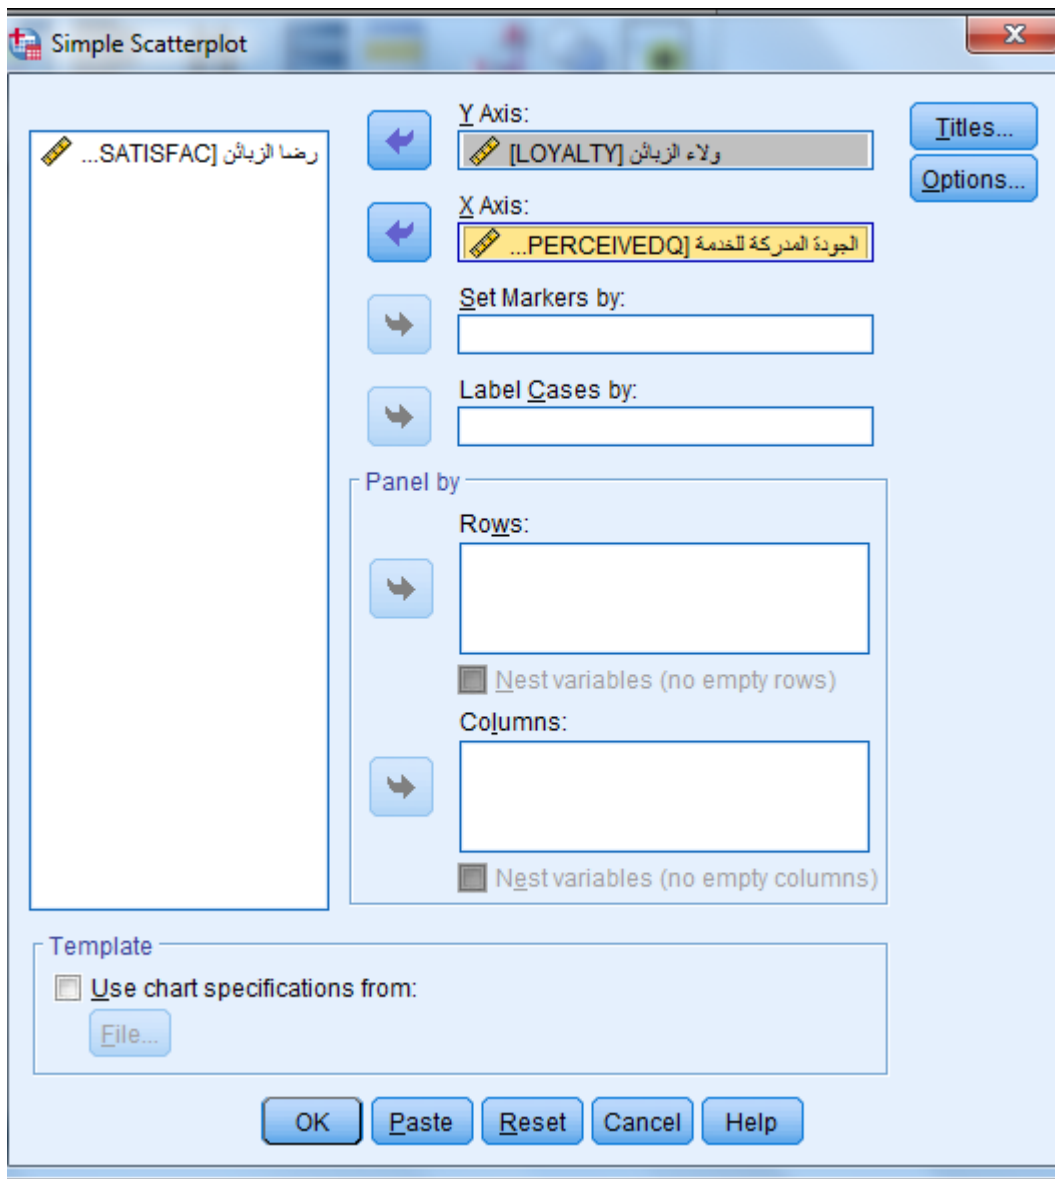 Simple Scatterplot
رضا الزبائن [SATISFAC...
Y Axis:
ولاء الزبائن [LOYALTY]
X Axis:
الجودة المدركة للخدمة [PERCEIVEDQ...
Set Markers by:
Label Cases by:
Titles...
Options...
Panel by
Rows:
Nest variables (no empty rows)
Columns:
Nest variables (no empty columns)
Template
Use chart specifications from:
File...
OK Paste Reset Cancel Help